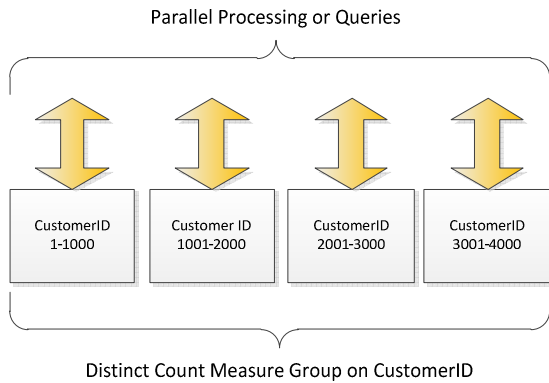 Parallel Processing or Queries
CustomerID
1-1000
Customer ID
1001-2000
CustomerID
2001-3000
CustomerID
3001-4000
Distinct Count Measure Group on CustomerID